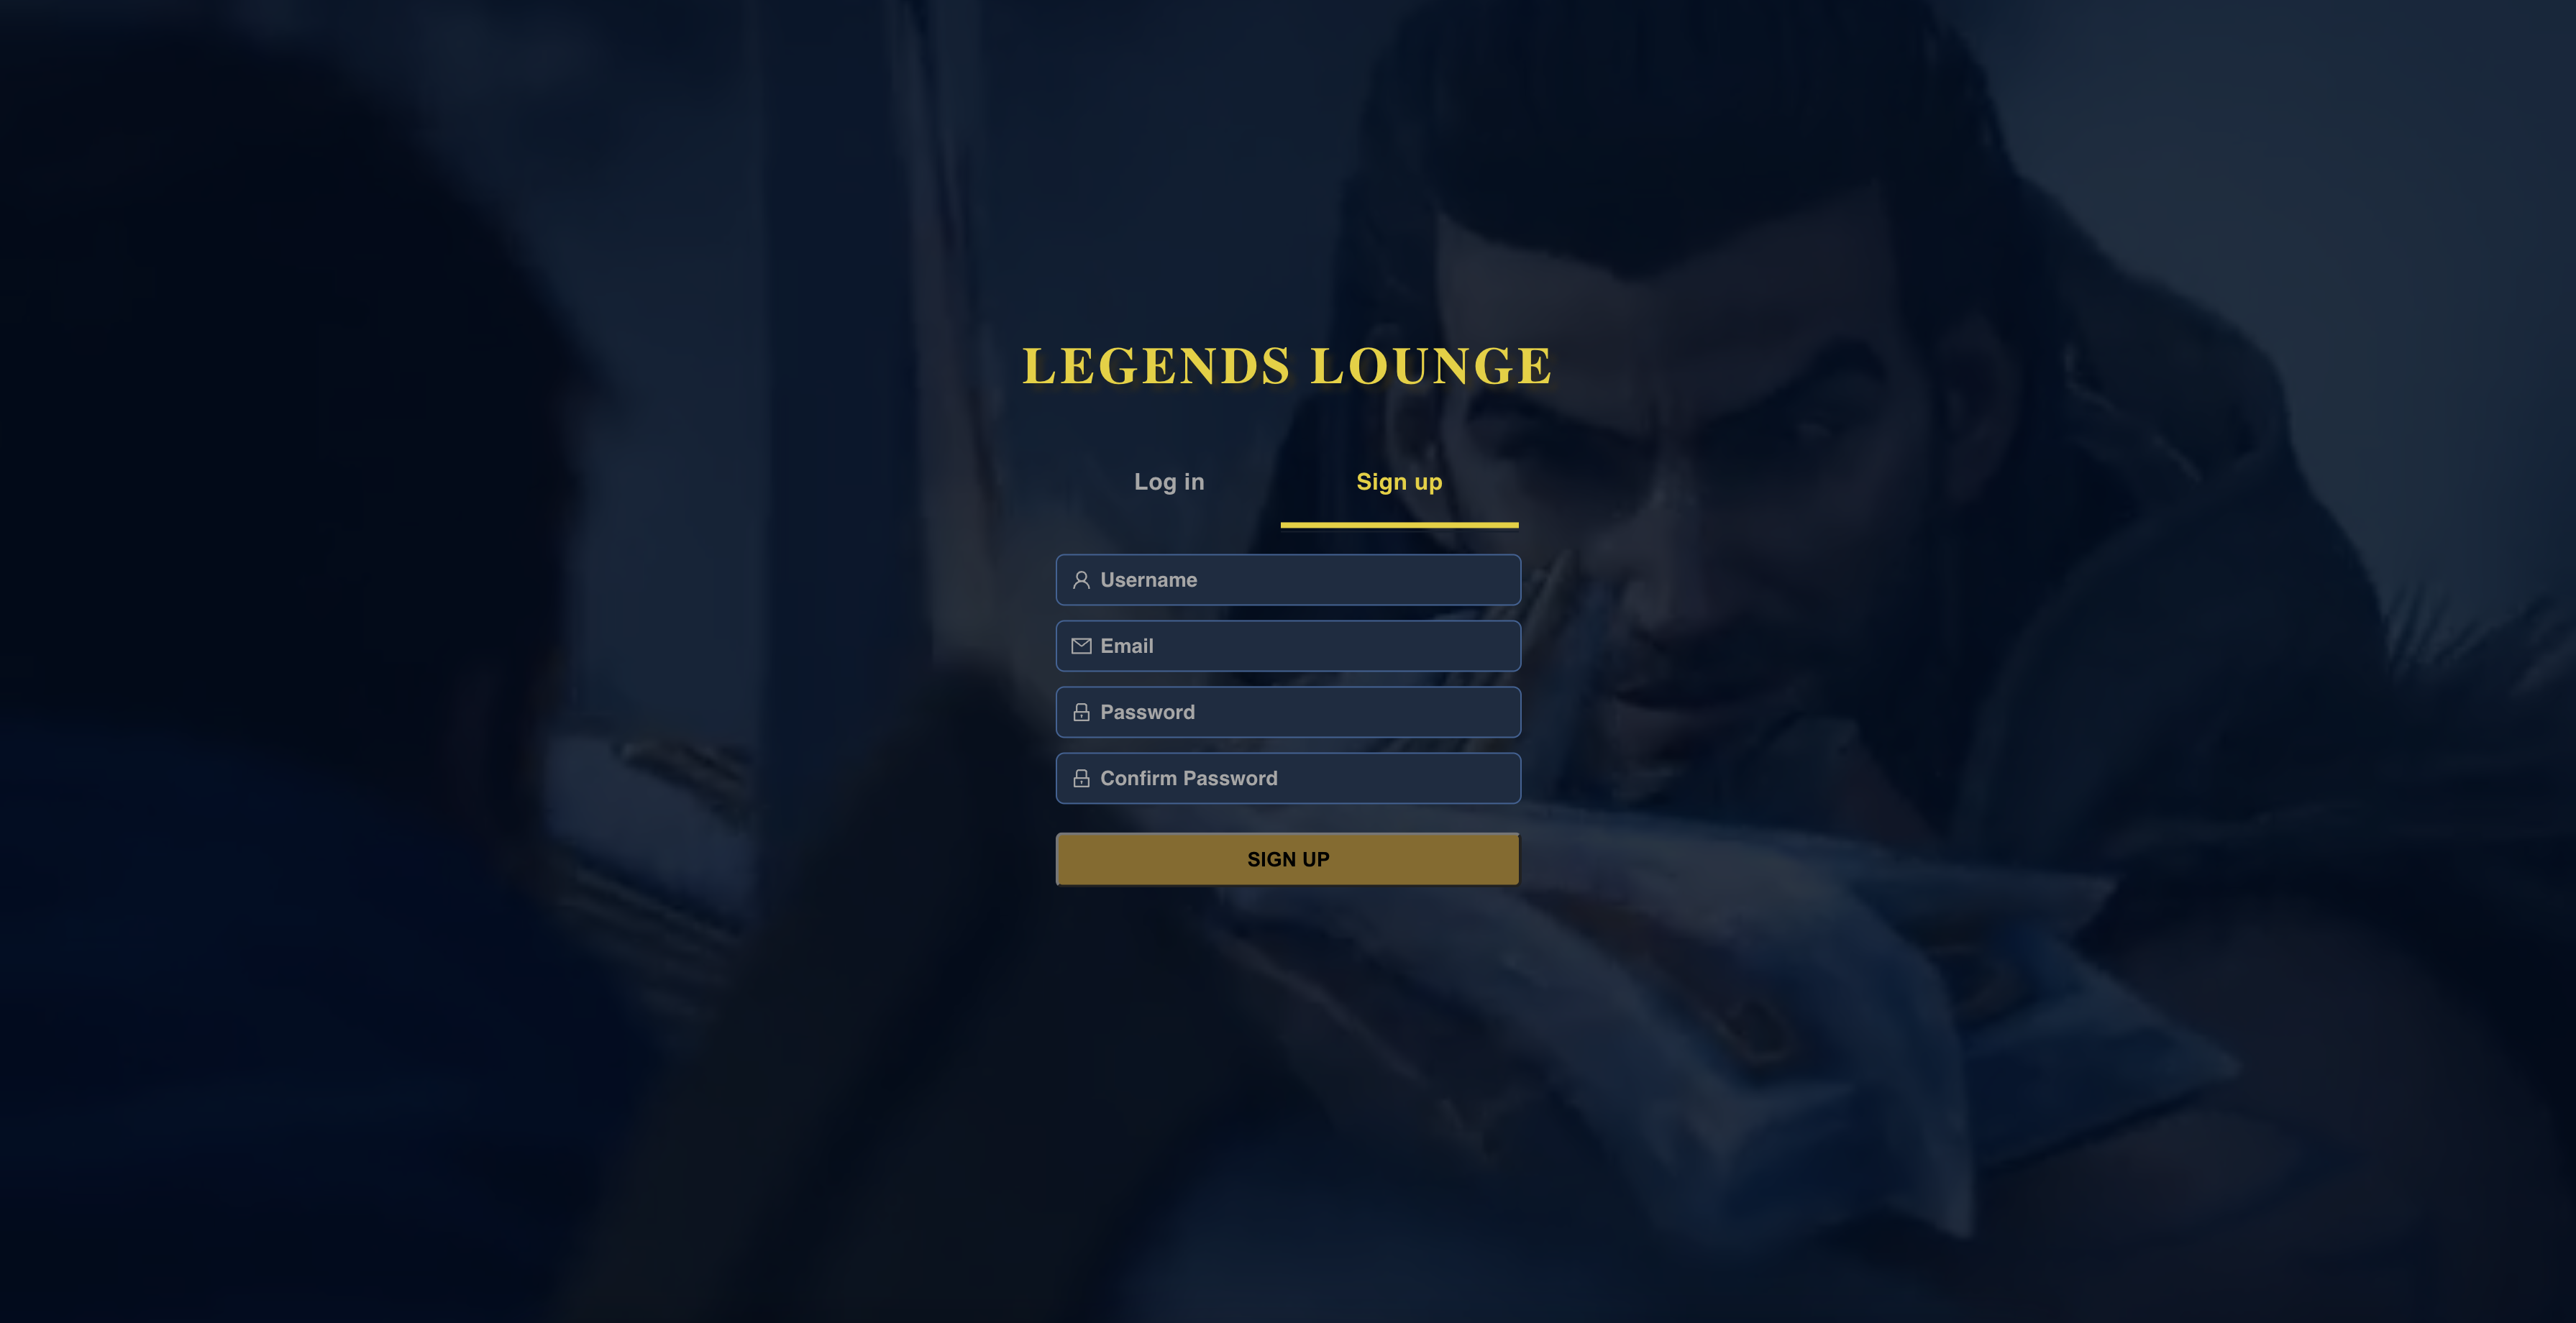 LEGENDS LOUNGE
Log in Sign up
Username
Email
Password
Confirm Password
SIGN UP